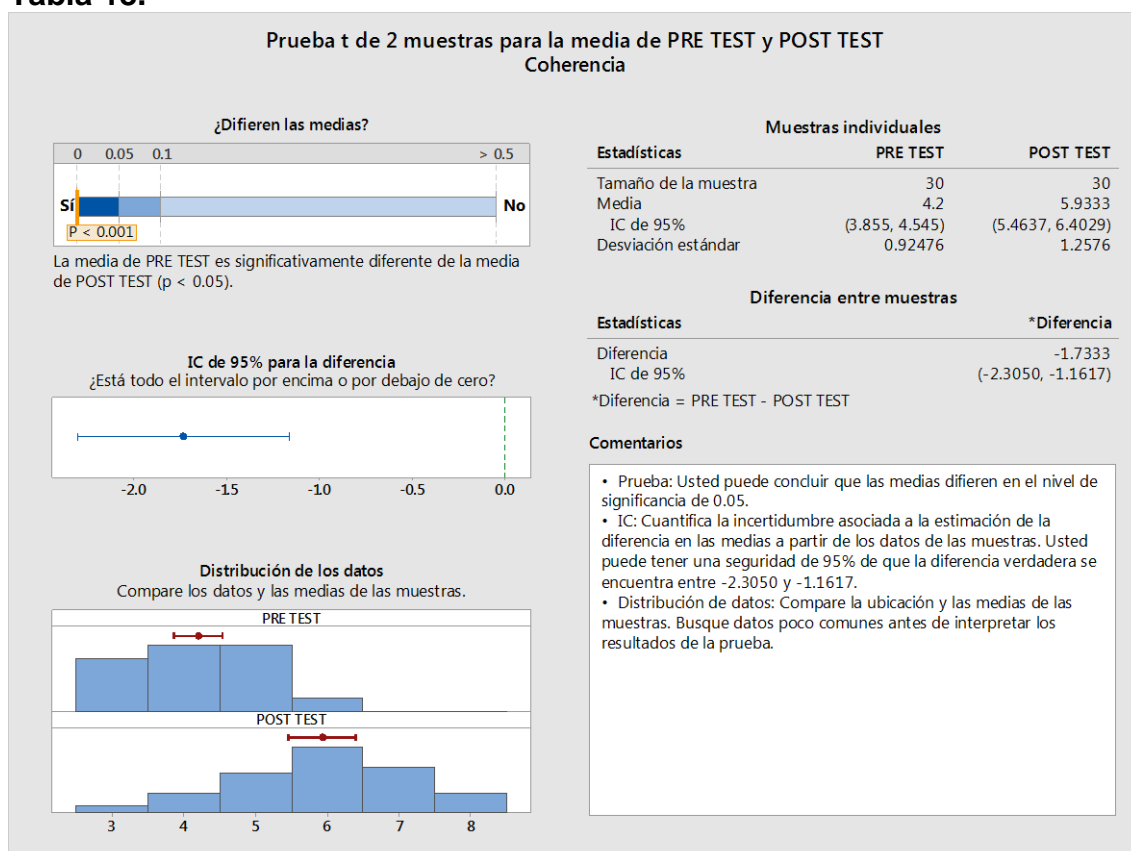 Prueba t de 2 muestras para la media de PRE TEST y POST TEST
Coherencia
¿Difieren las medias?
0 0.05 0.1 > 0.5
Sí No
P < 0.001
La media de PRE TEST es significativamente diferente de la media
de POST TEST (p < 0.05).
IC de 95% para la diferencia
¿Está todo el intervalo por encima o por debajo de cero?
-2.0 -1.5 -1.0 -0.5 0.0
Distribución de los datos
Compare los datos y las medias de las muestras.
PRE TEST
POST TEST
3 4 5 6 7 8
Muestras individuales
Estadísticas PRE TEST POST TEST
Tamaño de la muestra 30 30
Media 4.2 5.9333
IC de 95% (3.855, 4.545) (5.4637, 6.4029)
Desviación estándar 0.92476 1.2576
Diferencia entre muestras
Estadísticas *Diferencia
Diferencia -1.7333
IC de 95% (-2.3050, -1.1617)
*Diferencia = PRE TEST - POST TEST
Comentarios
• Prueba: Usted puede concluir que las medias difieren en el nivel de
significancia de 0.05.
• IC: Cuantifica la incertidumbre asociada a la estimación de la
diferencia en las medias a partir de los datos de las muestras. Usted
puede tener una seguridad de 95% de que la diferencia verdadera se
encuentra entre -2.3050 y -1.1617.
• Distribución de datos: Compare la ubicación y las medias de las
muestras. Busque datos poco comunes antes de interpretar los
resultados de la prueba.